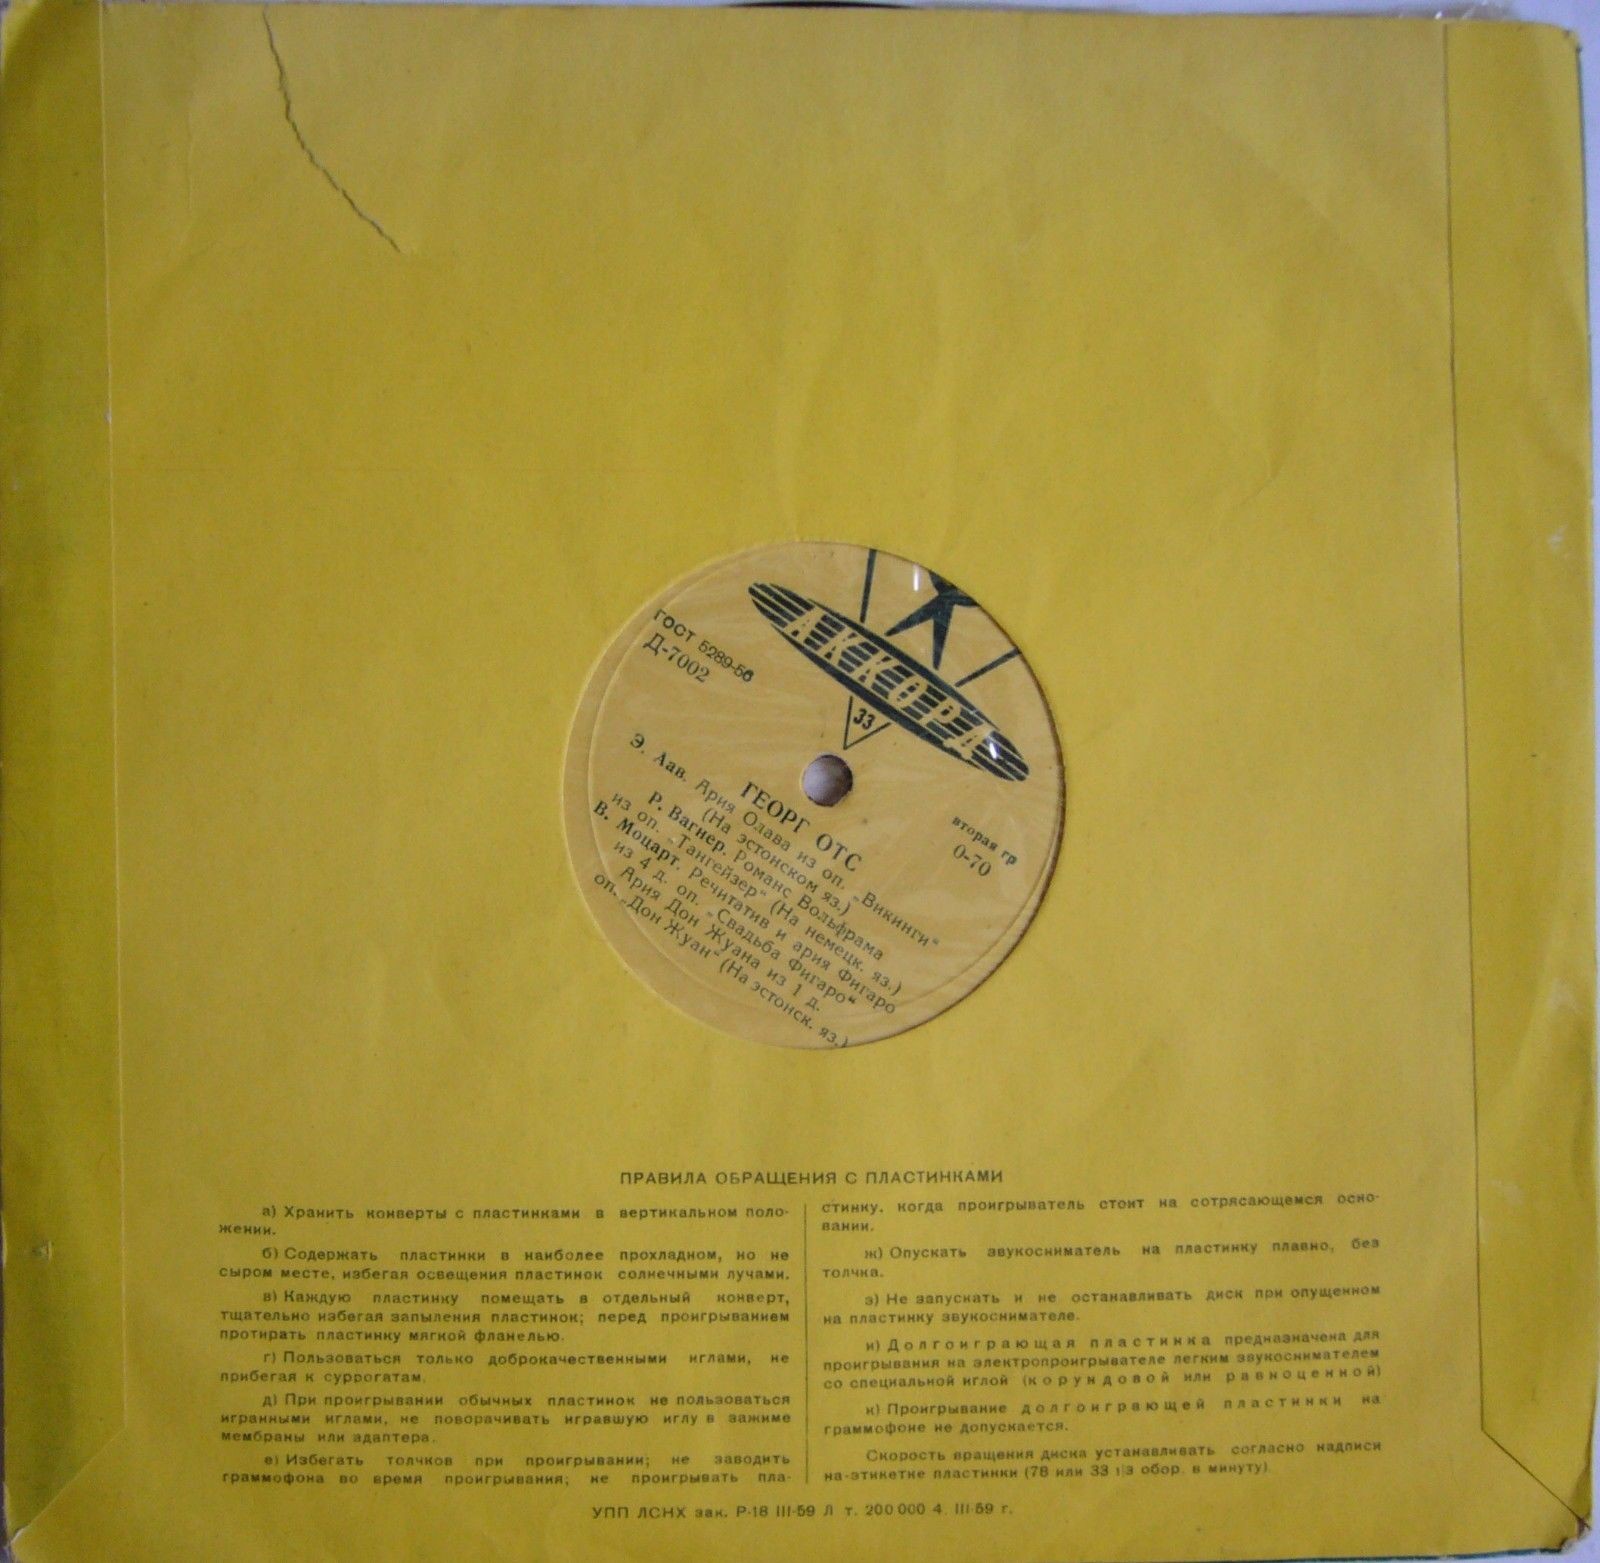 АККОРД
33
ГОСТ 5289-56
Д-7002
вторая гр
0-70
ГЕОРГ ОТС
Э. Аав. Ария Олава из оп. „Викинги“
(На эстонском яз.)
Р. Вагнер. Романс Вольфрама
из оп. „Тангейзер“ (На немецк. яз.)
В. Моцарт. Речитатив и ария Фигаро
из 4 д. оп. „Свадьба Фигаро“
Ария Дон Жуана из 1 д.
оп. „Дон Жуан“ (На эстонск. яз.)
ПРАВИЛА ОБРАЩЕНИЯ С ПЛАСТИНКАМИ
а) Хранить конверты с пластинками в вертикальном поло-
жении.
б) Содержать пластинки в наиболее прохладном, но не
сыром месте, избегая освещения пластинок солнечными лучами.
в) Каждую пластинку помещать в отдельный конверт,
тщательно избегая запыления пластинок; перед проигрыванием
протирать пластинку мягкой фланелью.
г) Пользоваться только доброкачественными иглами, не
прибегая к суррогатам.
д) При проигрывании обычных пластинок не пользоваться
игранными иглами, не поворачивать игравшую иглу в зажиме
мембраны или адаптера.
е) Избегать толчков при проигрывании; не заводить
граммофона во время проигрывания; не проигрывать пла-
стинку, когда проигрыватель стоит на сотрясающемся осно-
вании.
ж) Опускать звукосниматель на пластинку плавно, без
толчка.
з) Не запускать и не останавливать диск при опущенном
на пластинку звукоснимателе.
и) Долгоиграющая пластинка предназначена для
проигрывания на электропроигрывателе легким звукоснимателем
со специальной иглой (корундовой или равноценной)
к) Проигрывание долгоиграющей пластинки на
граммофоне не допускается.
Скорость вращения диска устанавливать согласно надписи
на-этикетке пластинки (78 или 33 1|3 обор. в минуту)
УПП ЛСНХ зак. Р-18 III-59 Л т. 200 000 4. III-59 г.